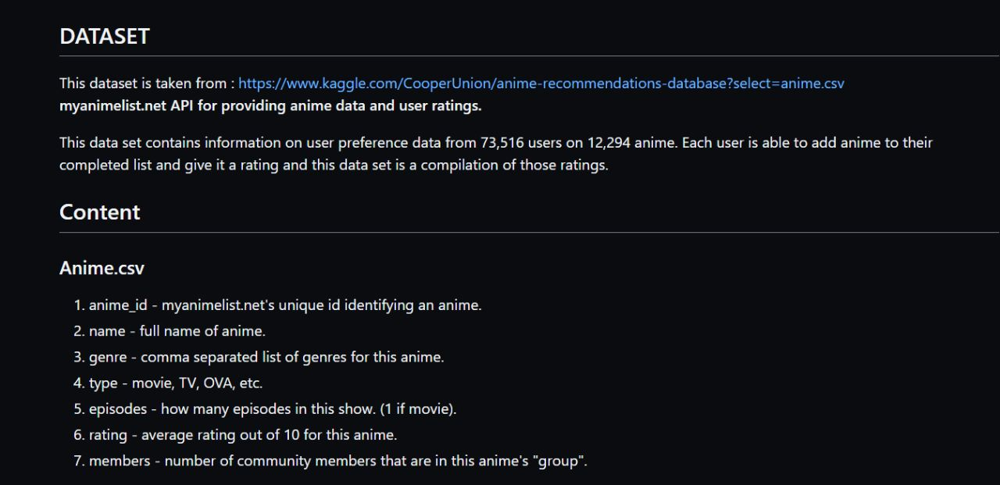 DATASET
This dataset is taken from : https://www.kaggle.com/CooperUnion/anime-recommendations-database?select=anime.csv
myanimelist.net API for providing anime data and user ratings.
This data set contains information on user preference data from 73,516 users on 12,294 anime. Each user is able to add anime to their
completed list and give it a rating and this data set is a compilation of those ratings.
Content
Anime.csv
1. anime_id - myanimelist.net's unique id identifying an anime.
2. name - full name of anime.
3. genre - comma separated list of genres for this anime.
4. type - movie, TV, OVA, etc.
5. episodes - how many episodes in this show. (1 if movie).
6. rating - average rating out of 10 for this anime.
7. members - number of community members that are in this anime's "group".